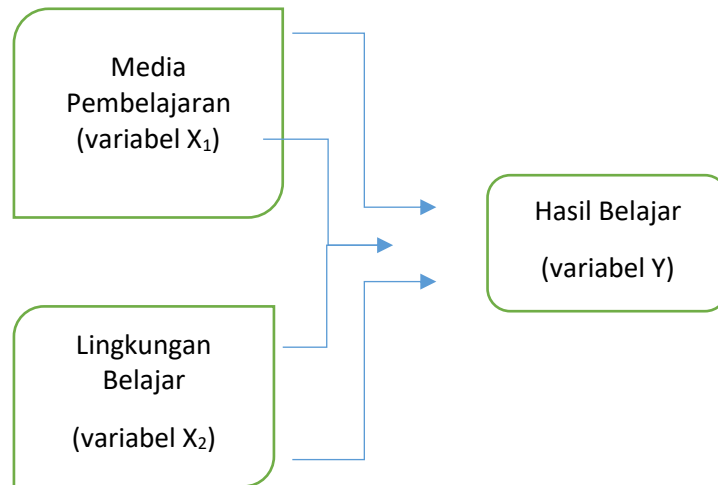 Media
Pembelajaran
(variabel X₁)
Hasil Belajar
(variabel Y)
Lingkungan
Belajar
(variabel X₂)